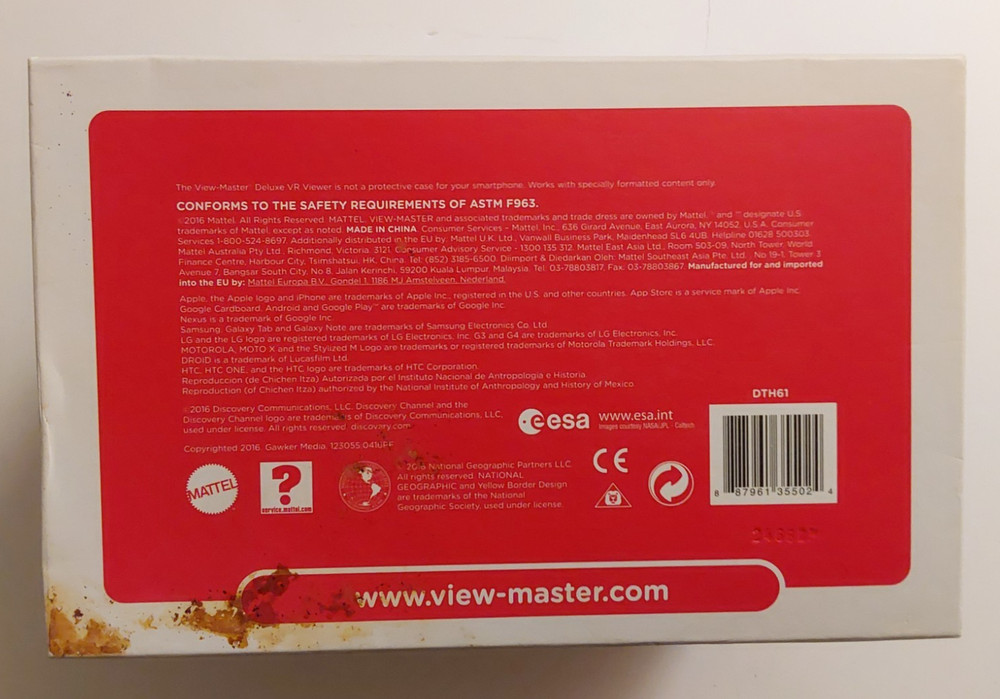 The View-Master® Deluxe VR Viewer is not a protective case for your smartphone. Works with specially formatted content only.
CONFORMS TO THE SAFETY REQUIREMENTS OF ASTM F963.
©2016 Mattel. All Rights Reserved. MATTEL, VIEW-MASTER and associated trademarks and trade dress are owned by Mattel. ® and ™ designate U.S.
trademarks of Mattel, except as noted. MADE IN CHINA. Consumer Services - Mattel, Inc., 636 Girard Avenue, East Aurora, NY 14052, U.S.A. Consumer
Services 1-800-524-8697. Additionally distributed in the EU by: Mattel U.K. Ltd., Vanwall Business Park, Maidenhead SL6 4UB. Helpline 01628 500303.
Mattel Australia Pty Ltd., Richmond, Victoria. 3121. Consumer Advisory Service - 1300 135 312. Mattel East Asia Ltd., Room 503-09, North Tower, World
Finance Centre, Harbour City, Tsimshatsui, HK, China. Tel: (852) 3185-6500. Diimport & Diedarkan Oleh: Mattel Southeast Asia Pte. Ltd., No 19-1, Tower 3
Avenue 7, Bangsar South City, No 8, Jalan Kerinchi, 59200 Kuala Lumpur, Malaysia. Tel: 03-78803817, Fax: 03-78803867. Manufactured for and imported
into the EU by: Mattel Europa B.V., Gondel 1, 1186 MJ Amstelveen, Nederland.
Apple, the Apple logo and iPhone are trademarks of Apple Inc., registered in the U.S. and other countries. App Store is a service mark of Apple Inc.
Google Cardboard, Android and Google Play™ are trademarks of Google Inc.
Nexus is a trademark of Google Inc.
Samsung, Galaxy Tab and Galaxy Note are trademarks of Samsung Electronics Co. Ltd.
LG and the LG logo are registered trademarks of LG Electronics, Inc. G3 and G4 are trademarks of LG Electronics, Inc.
MOTOROLA, MOTO X and the Stylized M Logo are trademarks or registered trademarks of Motorola Trademark Holdings, LLC.
DROID is a trademark of Lucasfilm Ltd.
HTC, HTC ONE, and the HTC logo are trademarks of HTC Corporation.
Reproduccion (de Chichen Itza) Autorizada por el Instituto Nacional de Antropologia e Historia.
Reproduction (of Chichen Itza) authorized by the National Institute of Anthropology and History of Mexico.
DTH61
©2016 Discovery Communications, LLC. Discovery Channel and the
Discovery Channel logo are trademarks of Discovery Communications, LLC,
used under license. All rights reserved. discovery.com
esa
www.esa.int
Images courtesy NASA/JPL - Caltech
Copyrighted 2016. Gawker Media. 123055:0416
MATTEL
?
service.mattel.com
© 2016 National Geographic Partners LLC.
All rights reserved. NATIONAL
GEOGRAPHIC and Yellow Border Design
are trademarks of the National
Geographic Society, used under license.
CE
8 87961 35502 4
www.view-master.com